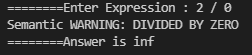 ========Enter Expression : 2 / 0
Semantic WARNING: DIVIDED BY ZERO
========Answer is inf